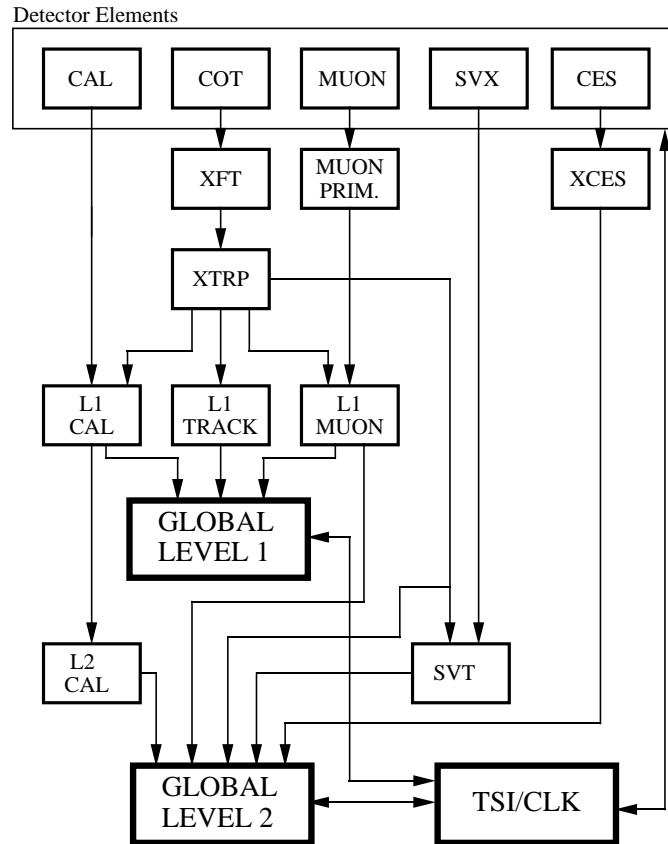 Detector Elements
CAL
COT
MUON
SVX
CES
XFT
MUON
PRIM.
XCES
XTRP
L1
CAL
L1
TRACK
L1
MUON
GLOBAL
LEVEL 1
L2
CAL
SVT
GLOBAL
LEVEL 2
TSI/CLK